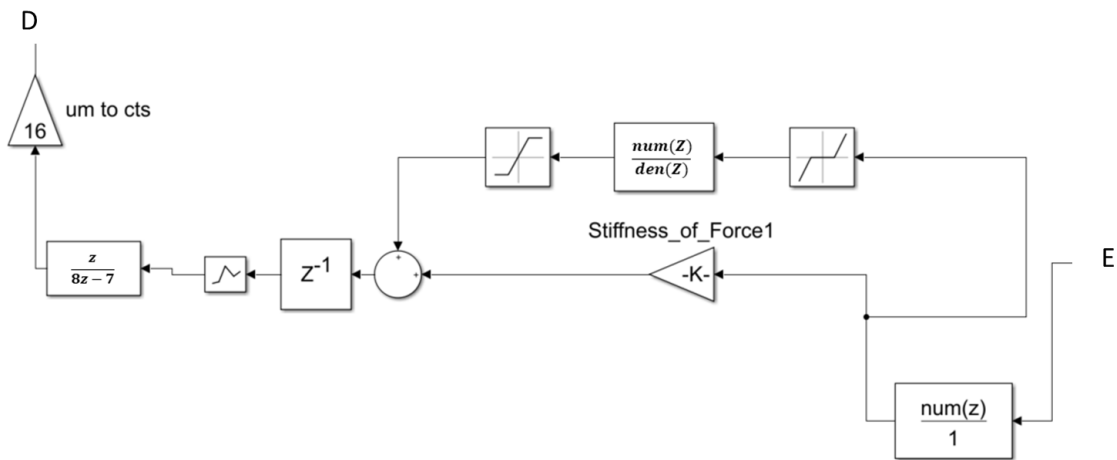 D
um to cts
16
num(Z)
den(Z)
Stiffness_of_Force1
-K-
E
z
8z – 7
z-1
num(z)
1